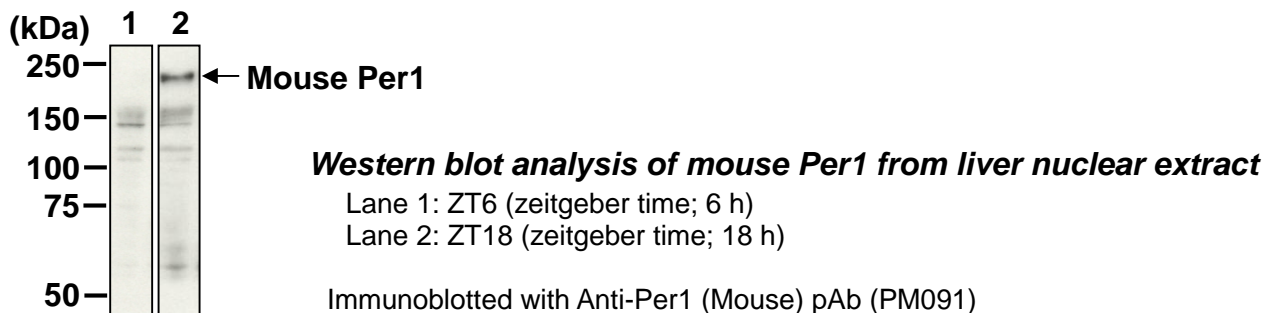 (kDa) 1 2
250
Mouse Per1
150
Western blot analysis of mouse Per1 from liver nuclear extract
100
Lane 1: ZT6 (zeitgeber time; 6 h)
75
Lane 2: ZT18 (zeitgeber time; 18 h)
50
Immunoblotted with Anti-Per1 (Mouse) pAb (PM091)